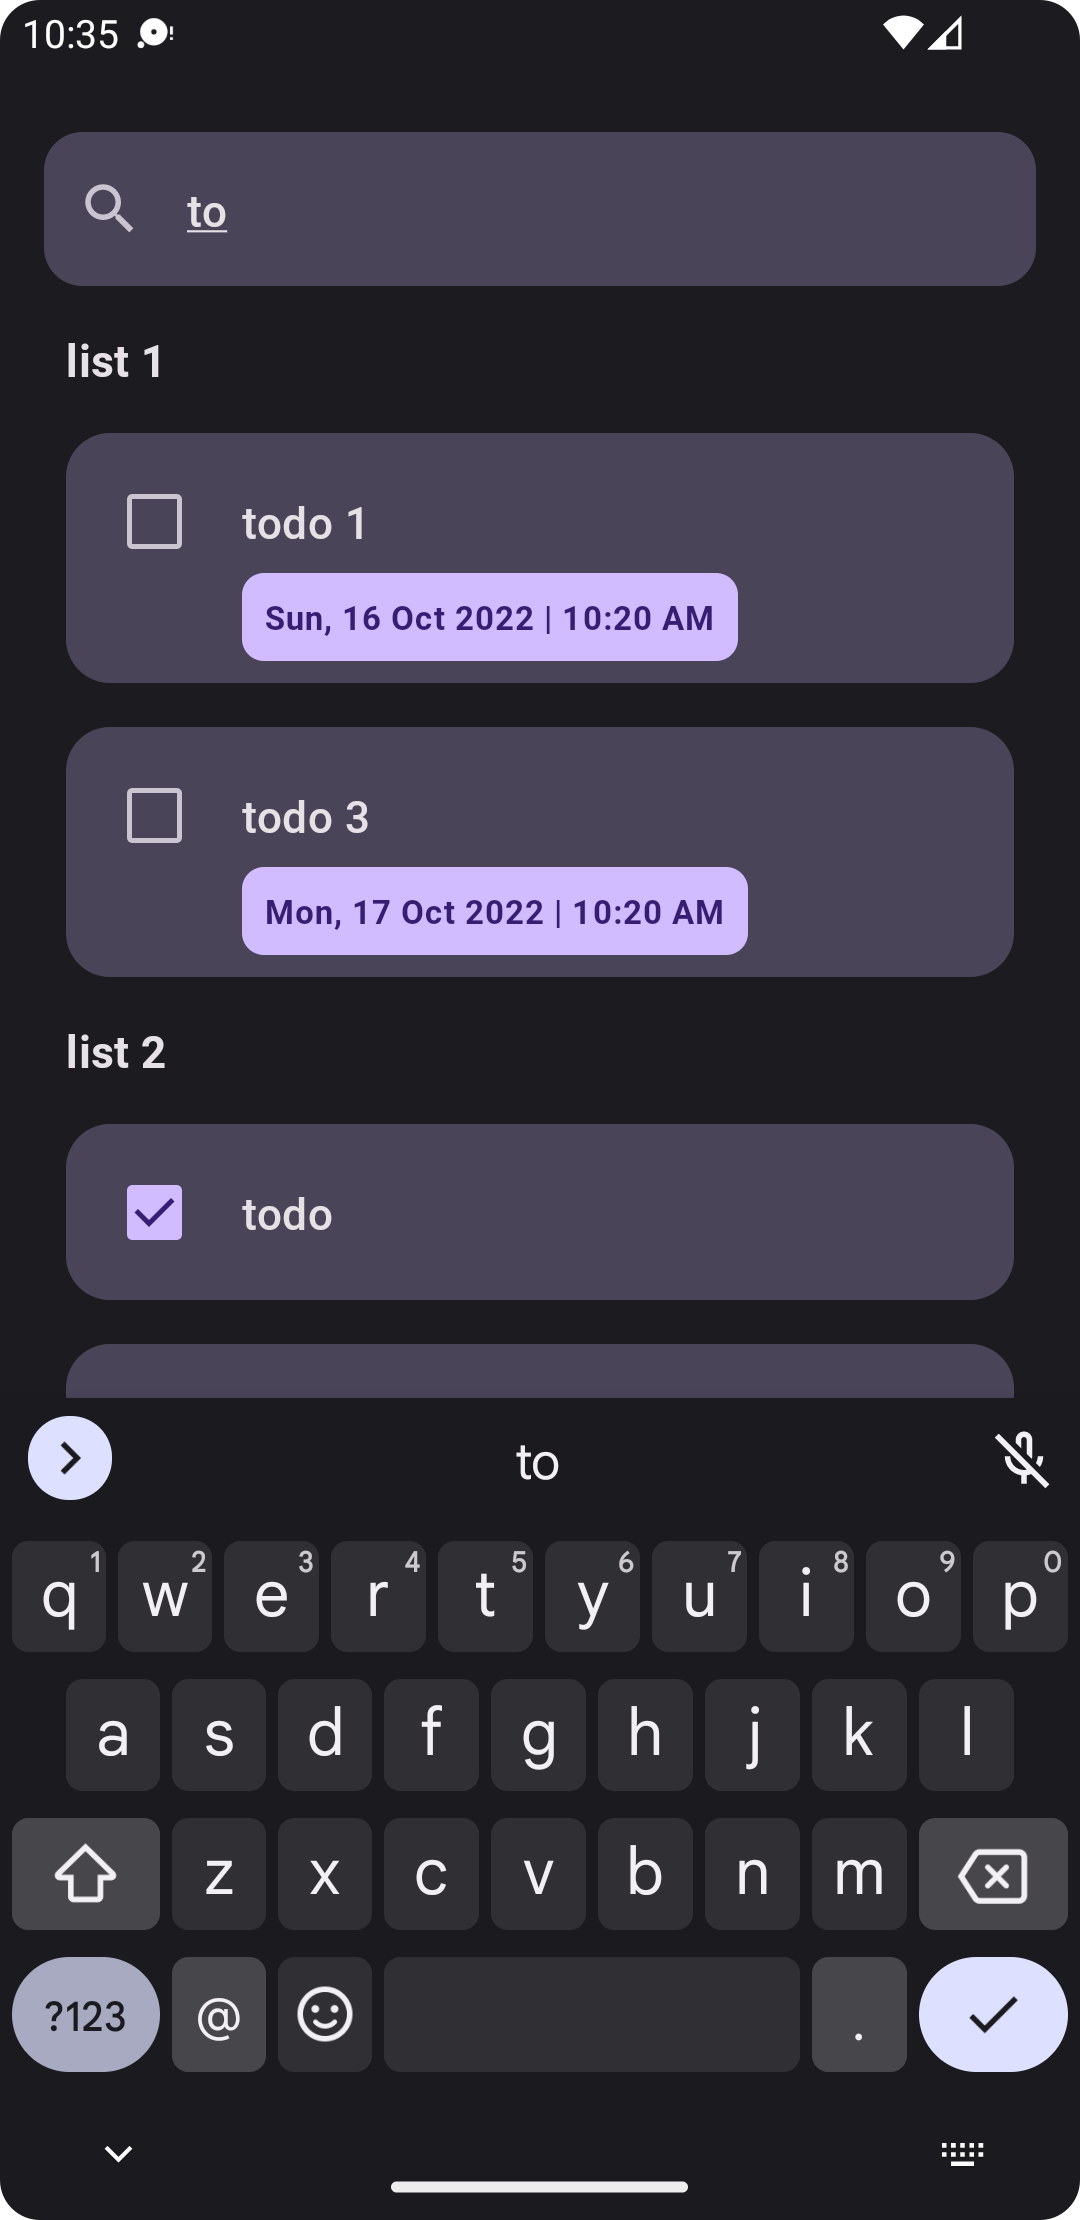 10:35
to
list 1
todo 1
Sun, 16 Oct 2022 | 10:20 AM
todo 3
Mon, 17 Oct 2022 | 10:20 AM
list 2
todo
to
q 1 w 2 e 3 r 4 t 5 y 6 u 7 i 8 o 9 p 0
a s d f g h j k l
z x c v b n m
?123 @ .